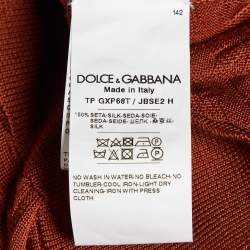 142
DOLCE & GABBANA
Made in Italy
TP GXP68T / JBSE2 H
100% SETA-SILK-SEDA-SOIE-
SEDA-SEIDE-
SILK
NO WASH IN WATER-NO BLEACH-NO
TUMBLER-COOL IRON-LIGHT DRY
CLEANING-IRON WITH PRESS
CLOTH